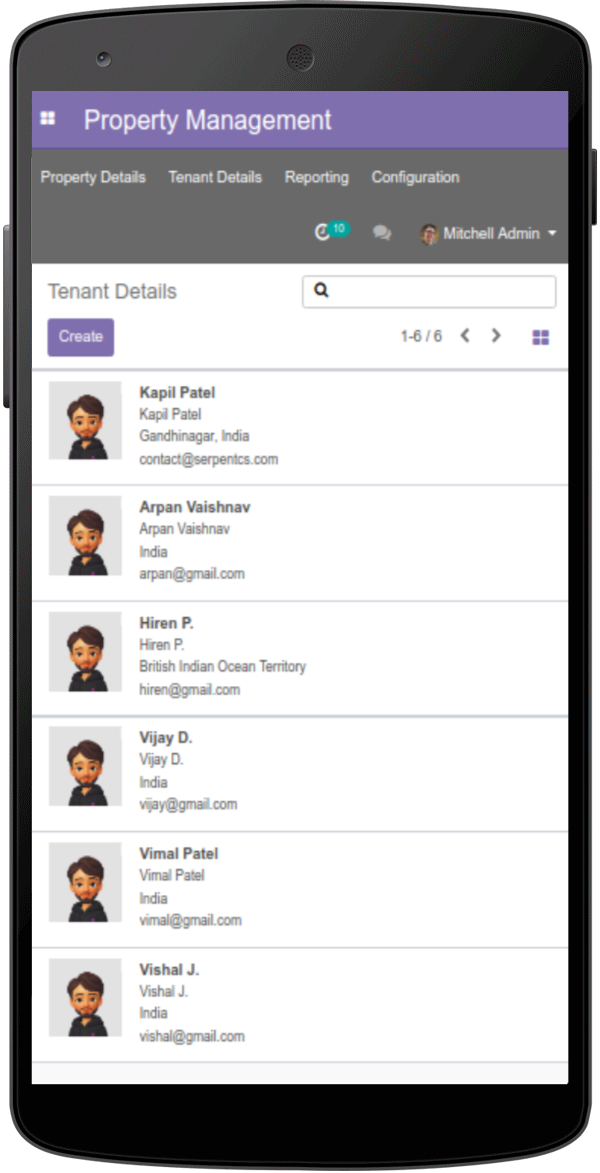 Property Management
Property Details Tenant Details Reporting Configuration
10 Mitchell Admin
Tenant Details
Create 1-6 / 6
Kapil Patel
Kapil Patel
Gandhinagar, India
contact@serpentcs.com
Arpan Vaishnav
Arpan Vaishnav
India
arpan@gmail.com
Hiren P.
Hiren P.
British Indian Ocean Territory
hiren@gmail.com
Vijay D.
Vijay D.
India
vijay@gmail.com
Vimal Patel
Vimal Patel
India
vimal@gmail.com
Vishal J.
Vishal J.
India
vishal@gmail.com